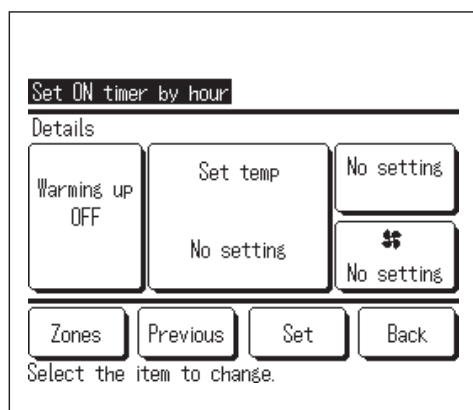 Set ON timer by hour
Details
Warming up
OFF
Set temp
No setting
No setting
No setting
Zones
Previous
Set
Back
Select the item to change.